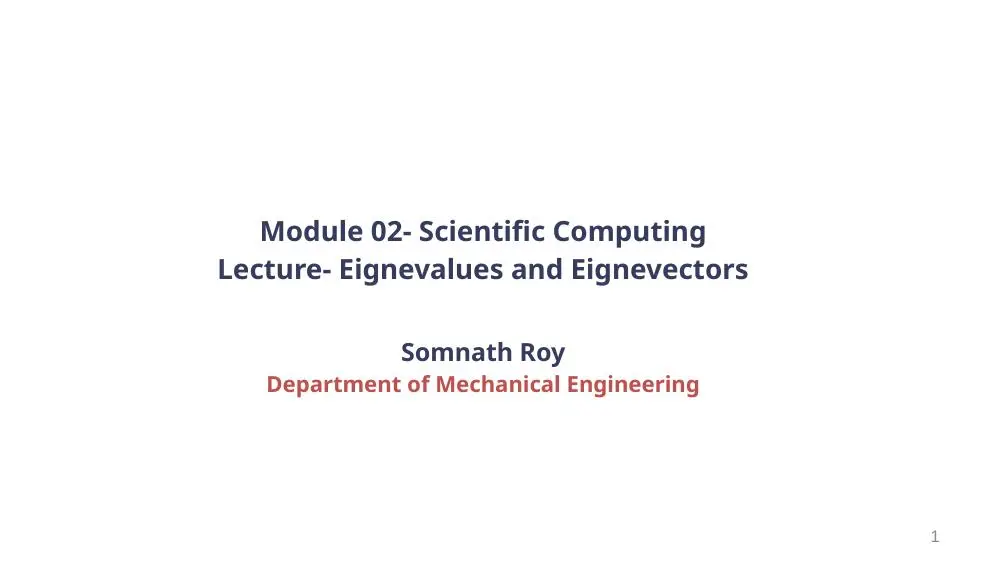 Module 02- Scientific Computing
Lecture- Eignevalues and Eignevectors
Somnath Roy
Department of Mechanical Engineering
1